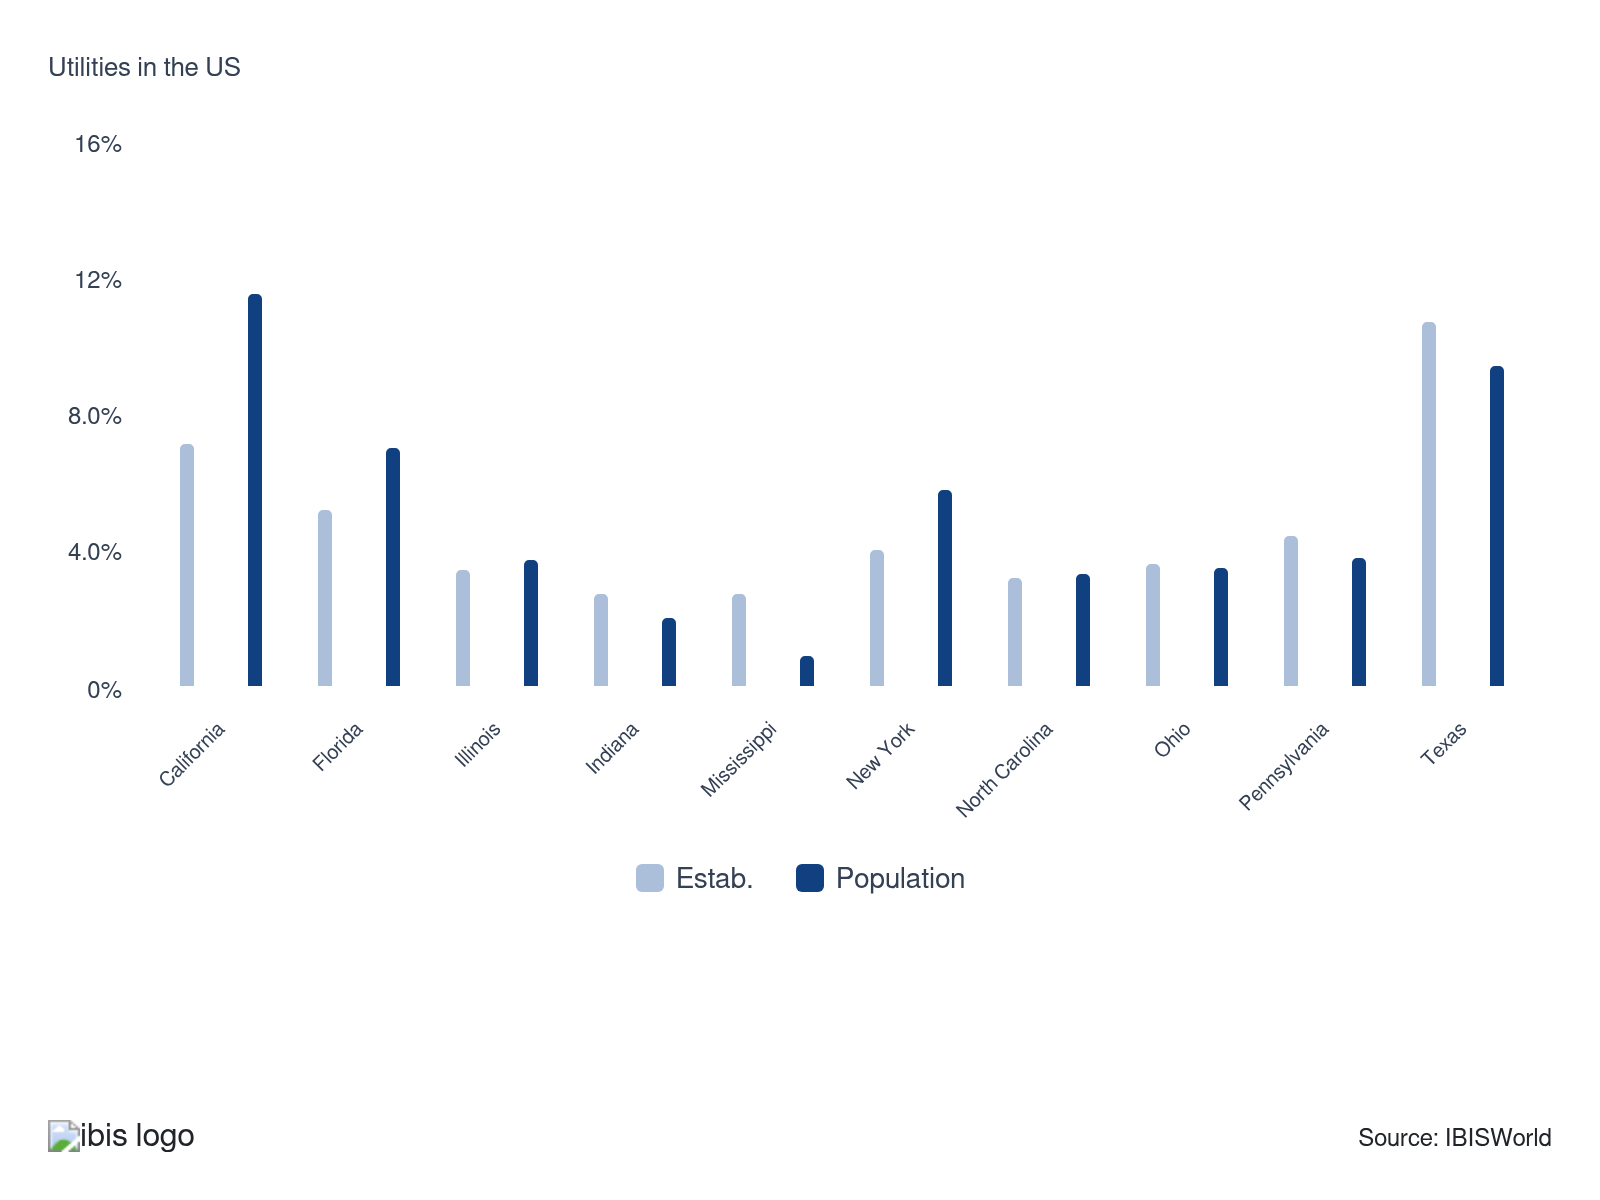 Utilities in the US
16%
12%
8.0%
4.0%
0%
California
Florida
Illinois
Indiana
Mississippi
New York
North Carolina
Ohio
Pennsylvania
Texas
Estab.
Population
ibis logo
Source: IBISWorld